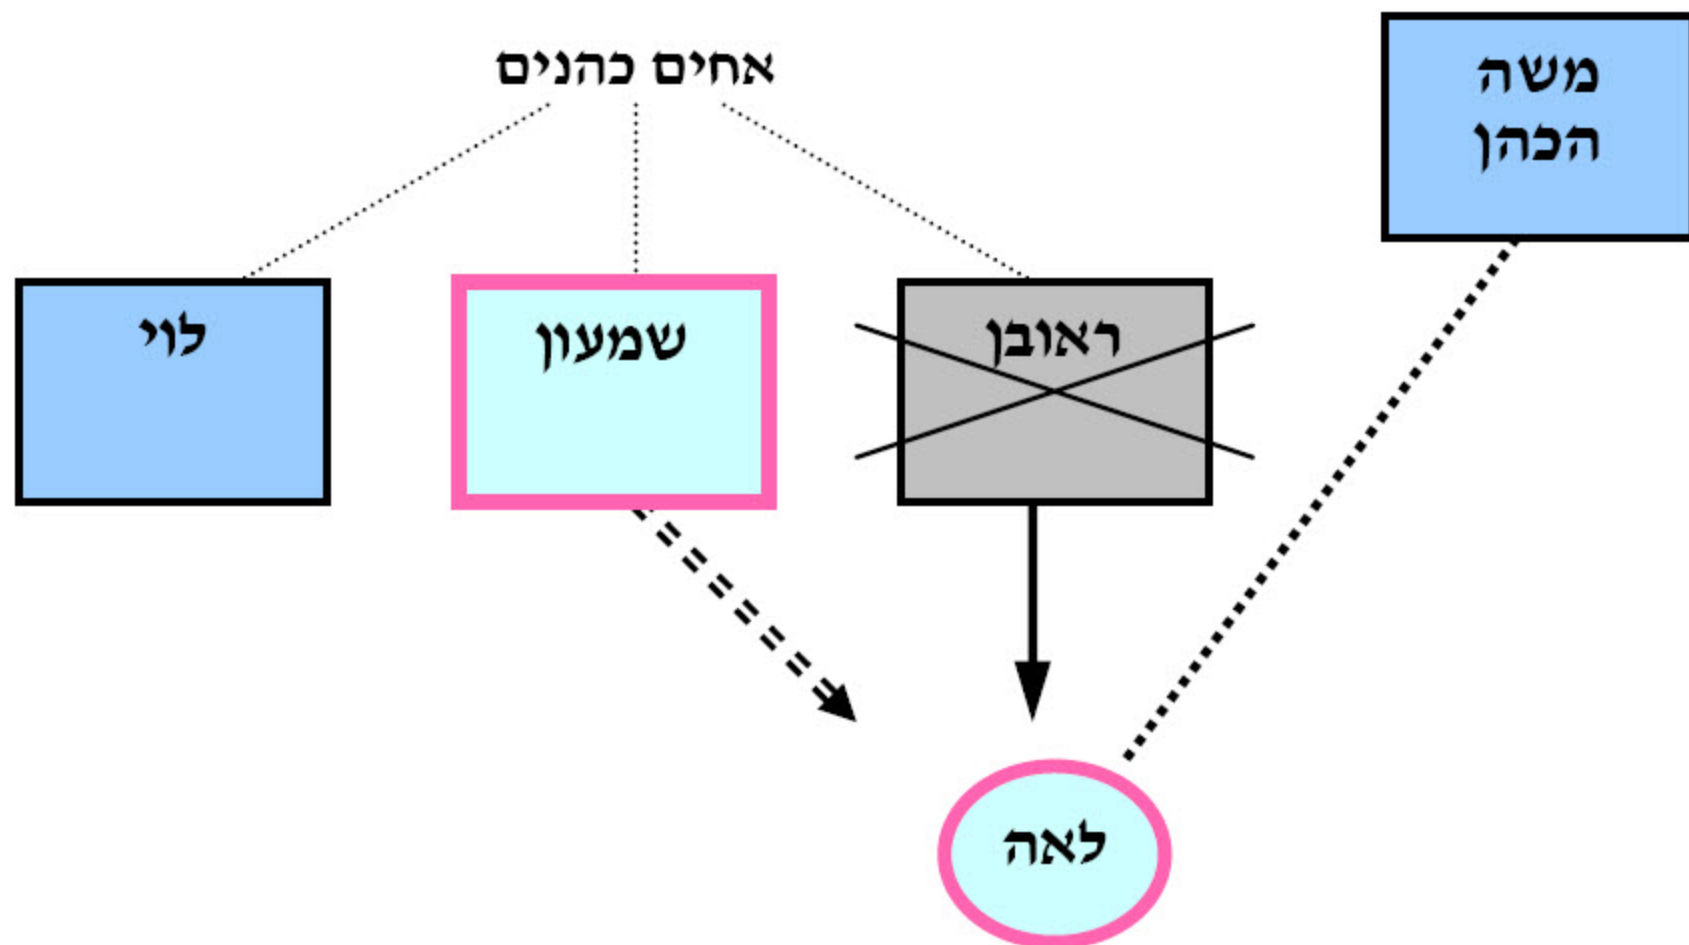 אחים כהנים
משה
הכהן
ראובן
שמעון
לוי
לאה